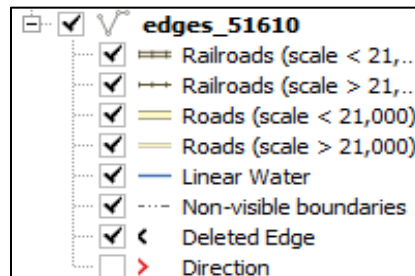 edges_51610
Railroads (scale < 21,...
Railroads (scale > 21,...
Roads (scale < 21,000)
Roads (scale > 21,000)
Linear Water
Non-visible boundaries
Deleted Edge
Direction